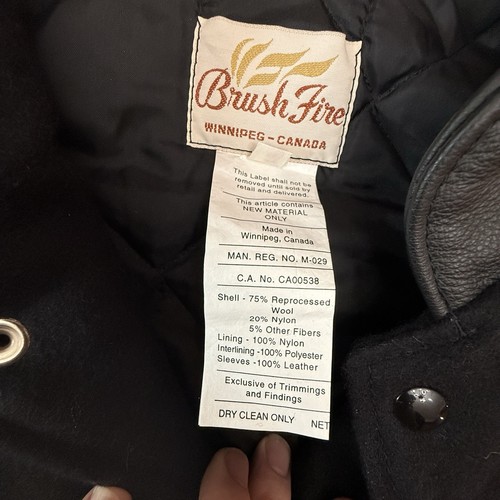 Brush Fire
WINNIPEG-CANADA
This Label shall not be
removed until sold by
retail and delivered.
This article contains
NEW MATERIAL
ONLY
Made in
Winnipeg, Canada
MAN. REG. NO. M-029
C.A. No. CA00538
Shell - 75% Reprocessed
Wool
20% Nylon
5% Other Fibers
Lining - 100% Nylon
Interlining -100% Polyester
Sleeves -100% Leather
Exclusive of Trimmings
and Findings
DRY CLEAN ONLY NET